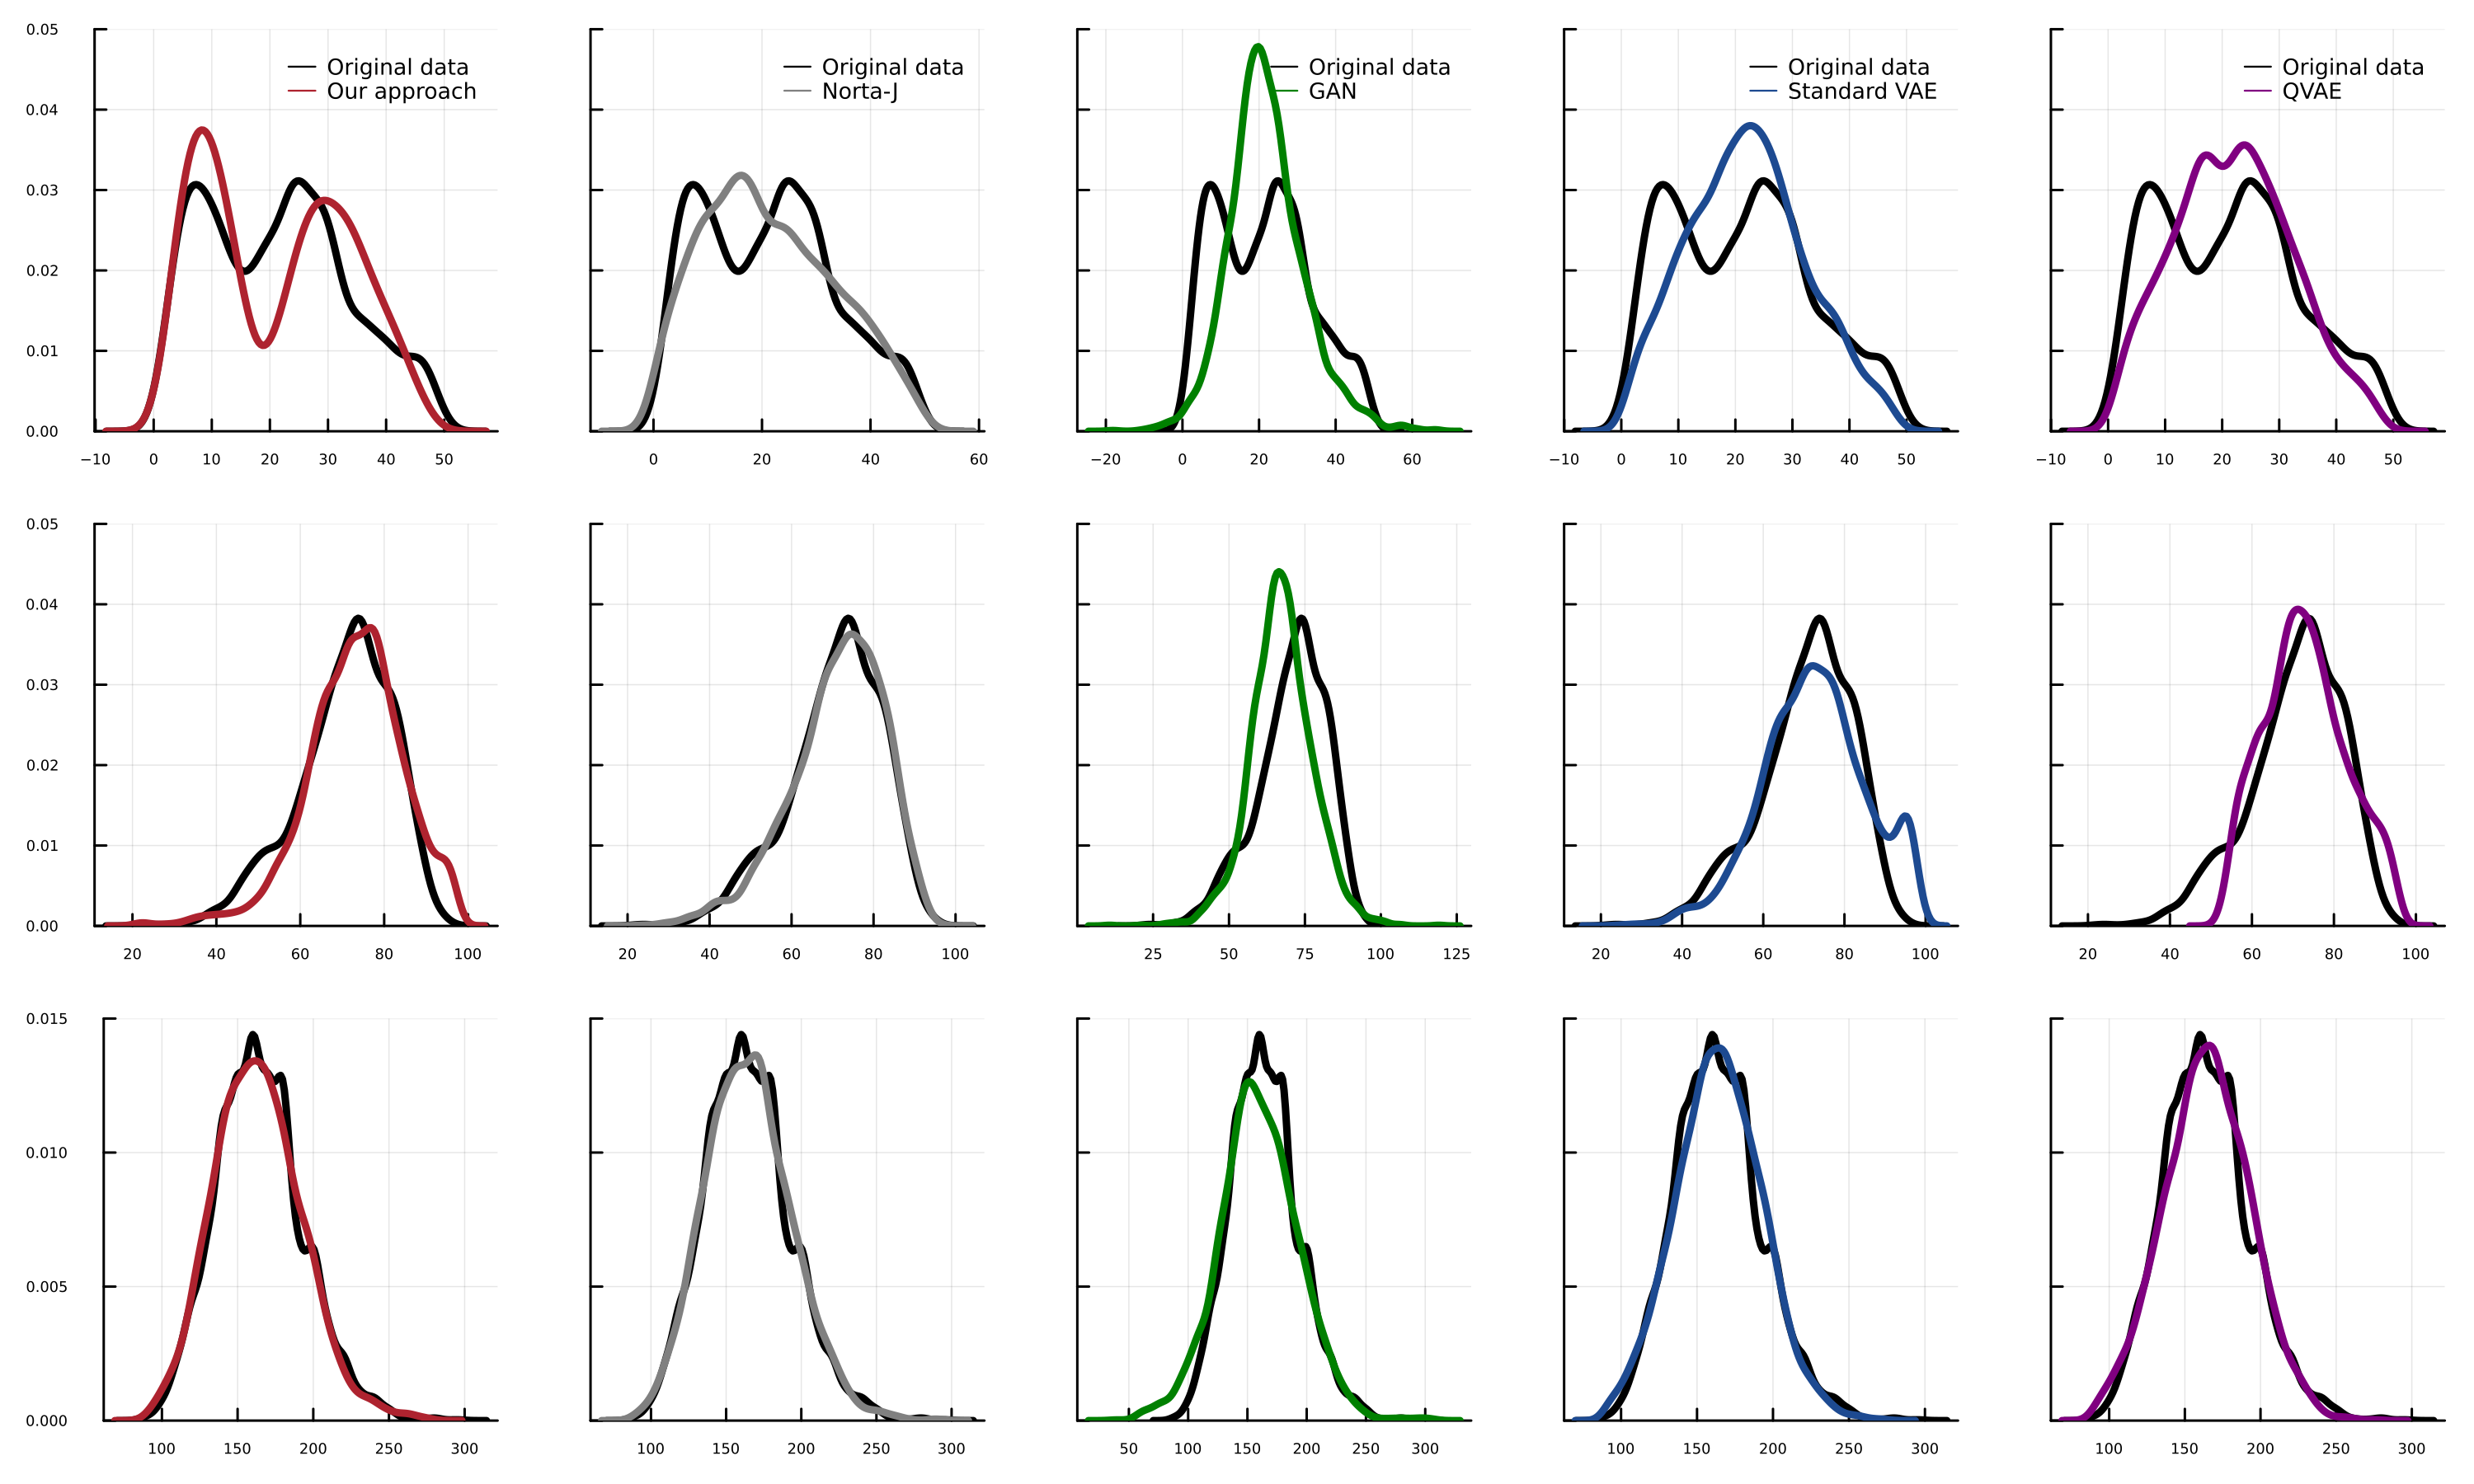 0.05
Original data
Our approach
Original data
Norta-J
Original data
GAN
Original data
Standard VAE
Original data
QVAE
0.04
0.03
0.02
0.01
0.00
−10 0 10 20 30 40 50
0 20 40 60
−20 0 20 40 60
−10 0 10 20 30 40 50
−10 0 10 20 30 40 50
0.05
0.04
0.03
0.02
0.01
0.00
20 40 60 80 100
20 40 60 80 100
25 50 75 100 125
20 40 60 80 100
20 40 60 80 100
0.015
0.010
0.005
0.000
100 150 200 250 300
100 150 200 250 300
50 100 150 200 250 300
100 150 200 250 300
100 150 200 250 300